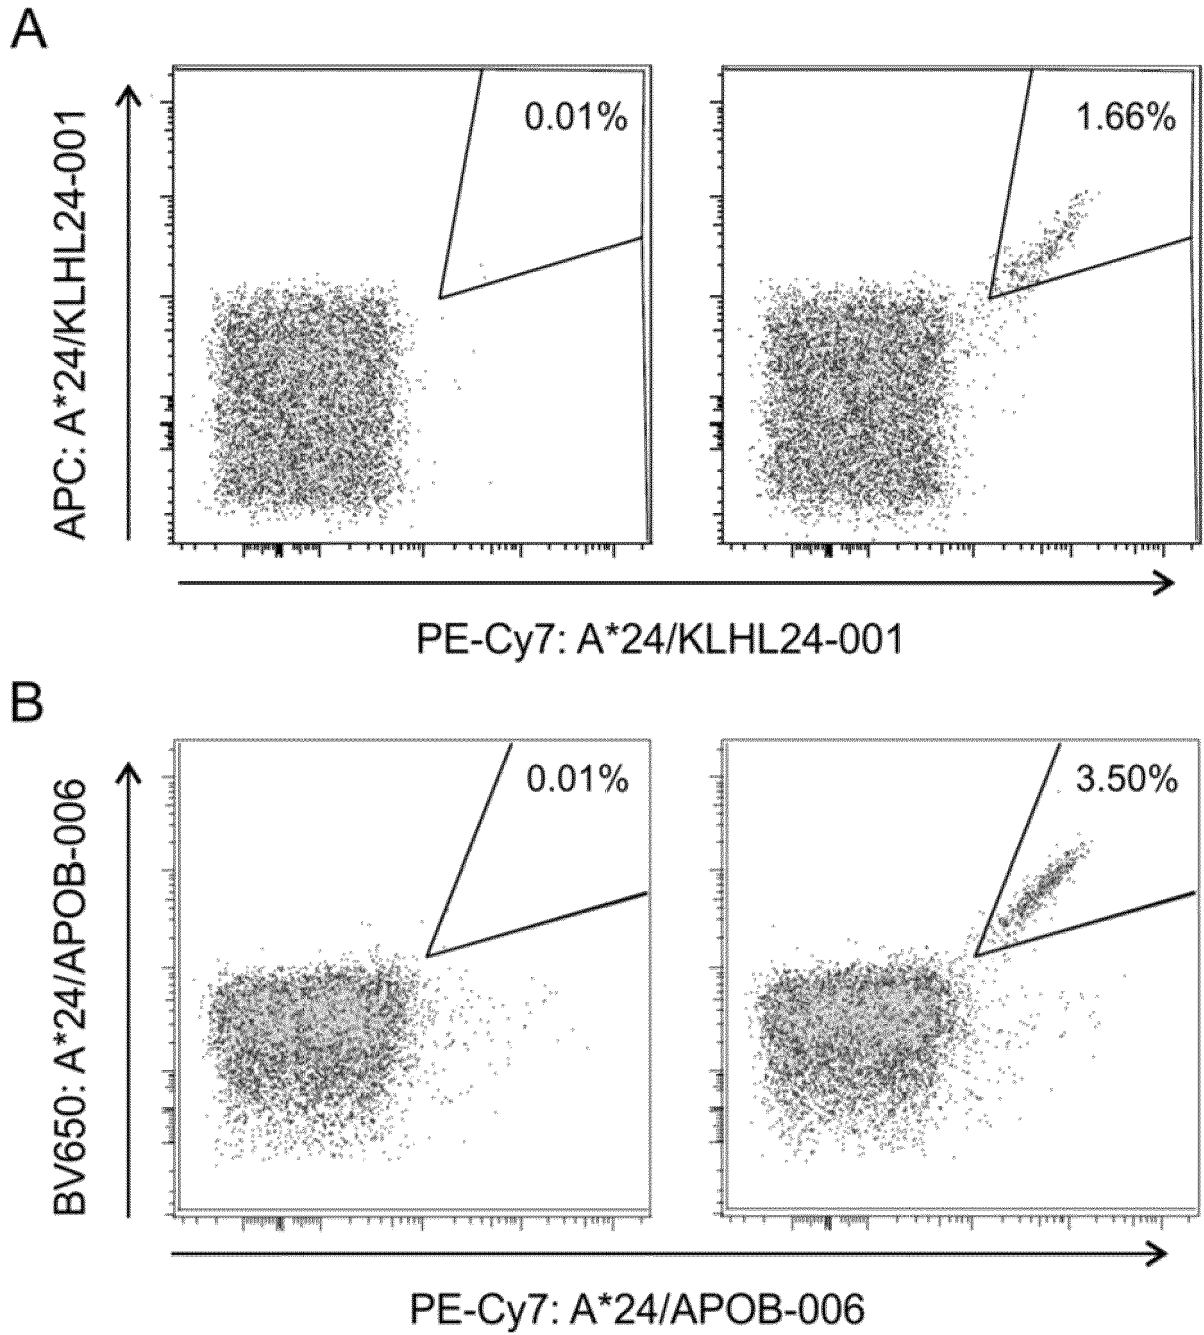 A
0.01%
1.66%
APC: A*24/KLHL24-001
PE-Cy7: A*24/KLHL24-001
B
0.01%
3.50%
BV650: A*24/APOB-006
PE-Cy7: A*24/APOB-006